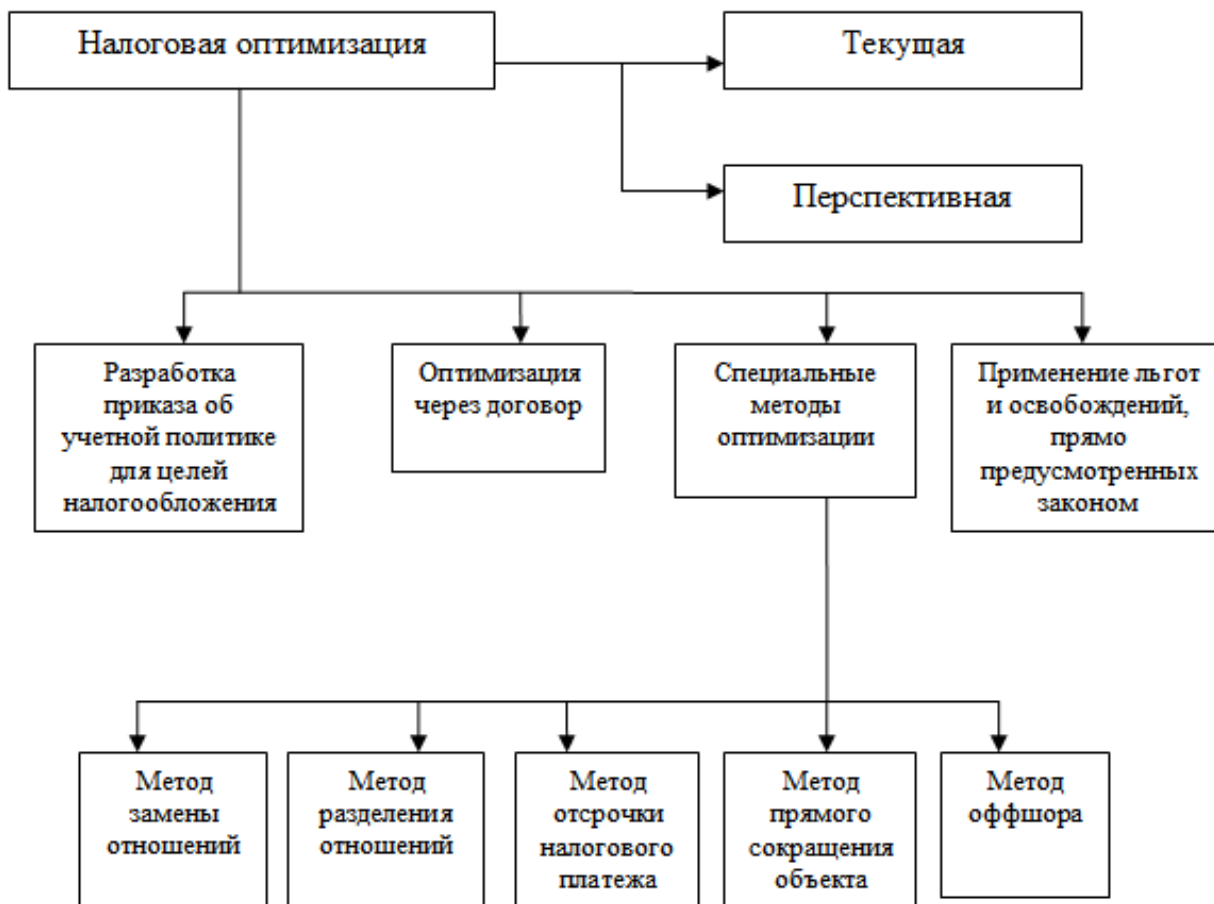 Налоговая оптимизация
Текущая
Перспективная
Разработка
приказа об
учетной политике
для целей
налогообложения
Оптимизация
через договор
Специальные
методы
оптимизации
Применение льгот
и освобождений,
прямо
предусмотренных
законом
Метод
замены
отношений
Метод
разделения
отношений
Метод
отсрочки
налогового
платежа
Метод
прямого
сокращения
объекта
Метод
оффшора